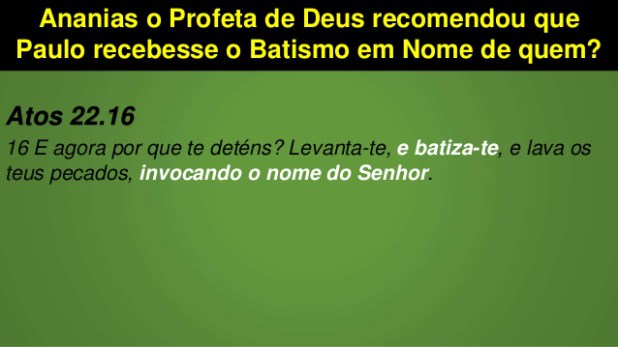 Ananias o Profeta de Deus recomendou que
Paulo recebesse o Batismo em Nome de quem?
Atos 22.16
16 E agora por que te deténs? Levanta-te, e batiza-te, e lava os
teus pecados, invocando o nome do Senhor.